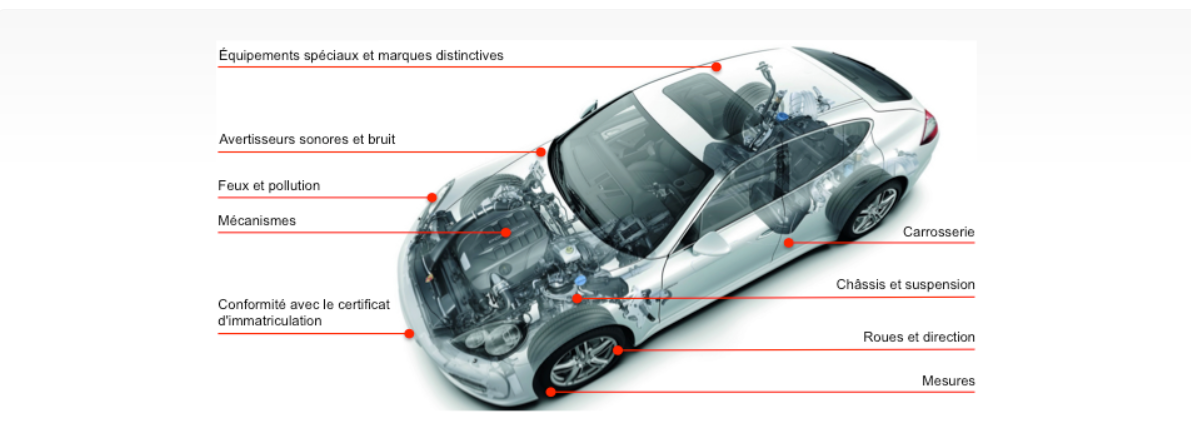 Équipements spéciaux et marques distinctives
Avertisseurs sonores et bruit
Feux et pollution
Mécanismes
Carrosserie
Châssis et suspension
Conformité avec le certificat
d'immatriculation
Roues et direction
Mesures